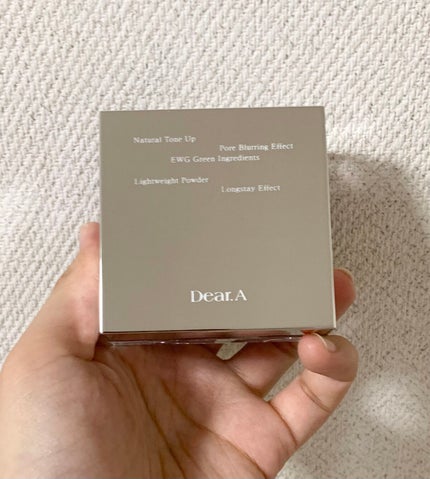 Natural Tone Up
Pore Blurring Effect
EWG Green Ingredients
Lightweight Powder
Longstay Effect
Dear.A